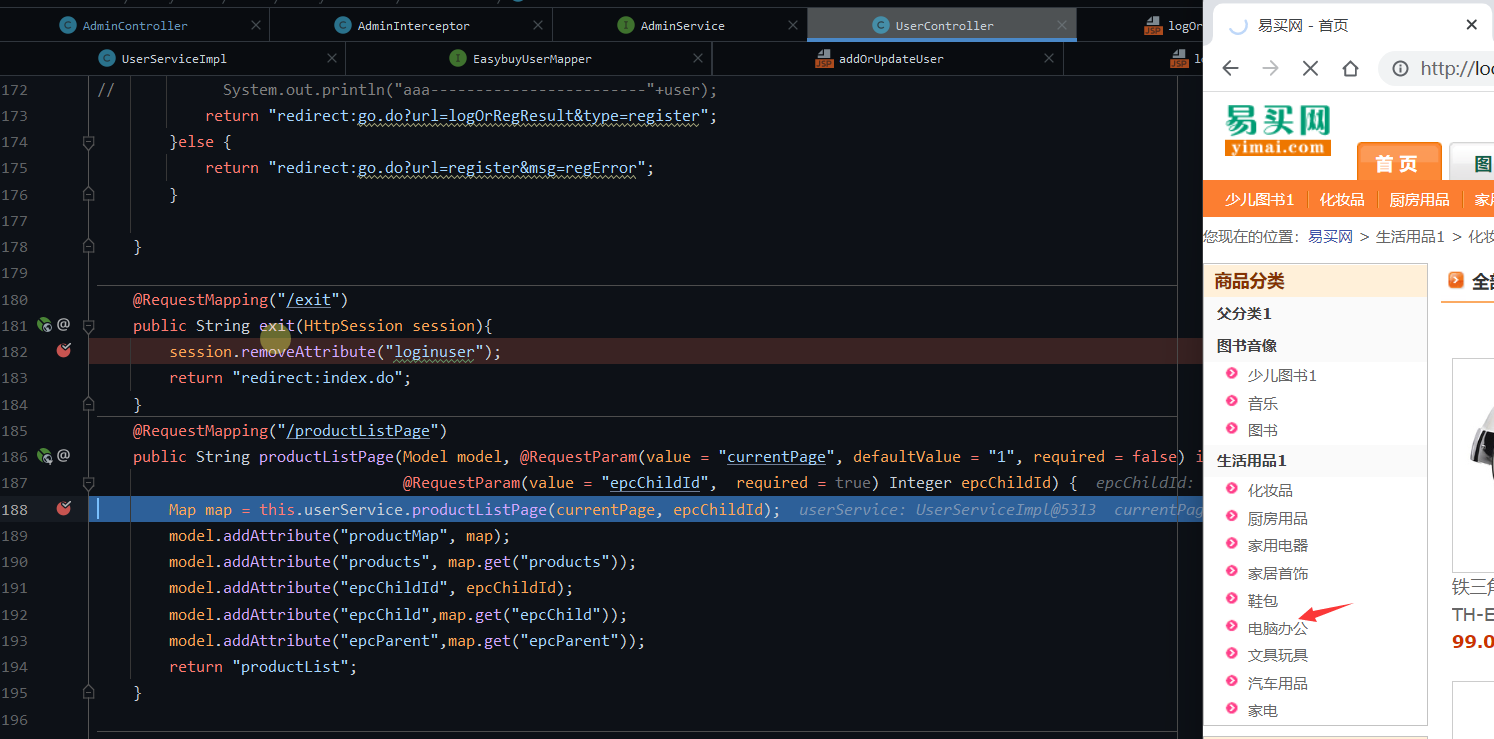 AdminController
AdminInterceptor
AdminService
UserController
UserServiceImpl
EasybuyUserMapper
addOrUpdateUser
172 // System.out.println("aaa------------------------"+user);
173 return "redirect:go.do?url=logOrRegResult&type=register";
174 }else {
175 return "redirect:go.do?url=register&msg=regError";
176 }
177
178 }
179
180 @RequestMapping("/exit")
181 @ public String exit(HttpSession session){
182 session.removeAttribute("loginuser");
183 return "redirect:index.do";
184 }
185 @RequestMapping("/productListPage")
186 @ public String productListPage(Model model, @RequestParam(value = "currentPage", defaultValue = "1", required = false) i
187 @RequestParam(value = "epcChildId", required = true) Integer epcChildId) { epcChildId:
188 Map map = this.userService.productListPage(currentPage, epcChildId); userService: UserServiceImpl@5313 currentPag
189 model.addAttribute("productMap", map);
190 model.addAttribute("products", map.get("products"));
191 model.addAttribute("epcChildId", epcChildId);
192 model.addAttribute("epcChild",map.get("epcChild"));
193 model.addAttribute("epcParent",map.get("epcParent"));
194 return "productList";
195 }
196
易买网 - 首页
http://loc
易买网
yimai.com
首页
图
少儿图书1
化妆品
厨房用品
家用
您现在的位置：易买网 > 生活用品1 > 化妆
商品分类
全部
父分类1
图书音像
少儿图书1
音乐
图书
生活用品1
化妆品
厨房用品
家用电器
家居首饰
鞋包
电脑办公
文具玩具
汽车用品
家电
铁三角
TH-E
99.0